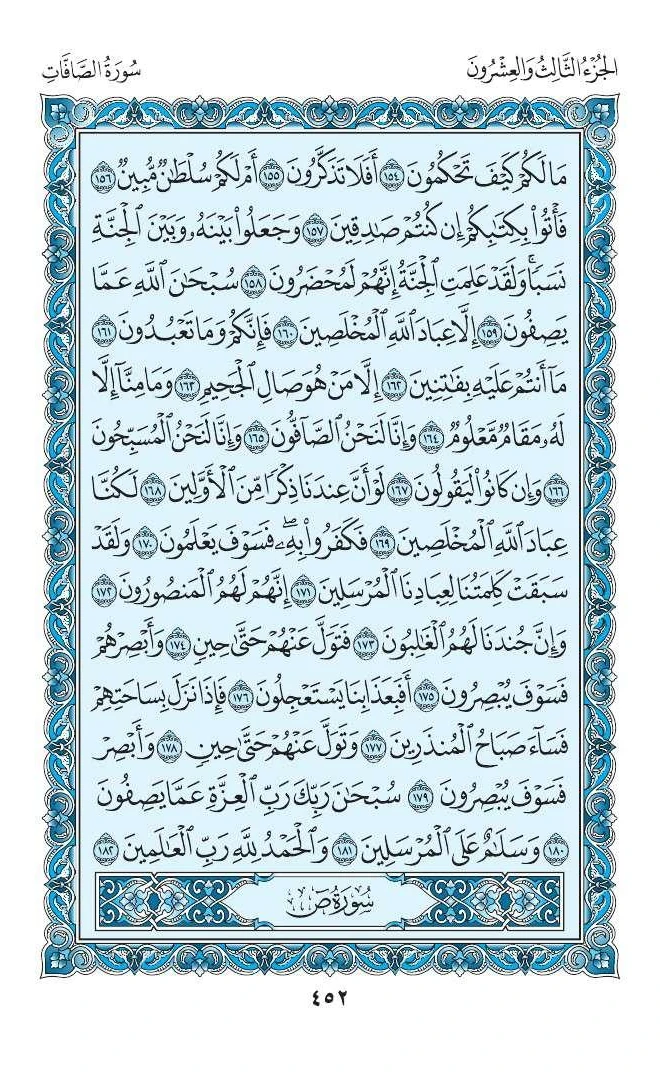 الجُزْءُ الثَّالِثُ وَالعِشْرُونَ
سُورَةُ الصَّافَّاتِ
مَا لَكُمْ كَيْفَ تَحْكُمُونَ ١٥٤ أَفَلَا تَذَكَّرُونَ ١٥٥ أَمْ لَكُمْ سُلْطَٰنٌ مُّبِينٌ ١٥٦
فَأْتُوا۟ بِكِتَٰبِكُمْ إِن كُنتُمْ صَٰدِقِينَ ١٥٧ وَجَعَلُوا۟ بَيْنَهُۥ وَبَيْنَ ٱلْجِنَّةِ
نَسَبًا ۚ وَلَقَدْ عَلِمَتِ ٱلْجِنَّةُ إِنَّهُمْ لَمُحْضَرُونَ ١٥٨ سُبْحَٰنَ ٱللَّهِ عَمَّا
يَصِفُونَ ١٥٩ إِلَّا عِبَادَ ٱللَّهِ ٱلْمُخْلَصِينَ ١٦٠ فَإِنَّكُمْ وَمَا تَعْبُدُونَ ١٦١
مَآ أَنتُمْ عَلَيْهِ بِفَٰتِنِينَ ١٦٢ إِلَّا مَنْ هُوَ صَالِ ٱلْجَحِيمِ ١٦٣ وَمَا مِنَّآ إِلَّا
لَهُۥ مَقَامٌ مَّعْلُومٌ ١٦٤ وَإِنَّا لَنَحْنُ ٱلصَّآفُّونَ ١٦٥ وَإِنَّا لَنَحْنُ ٱلْمُسَبِّحُونَ
١٦٦ وَإِن كَانُوا۟ لَيَقُولُونَ ١٦٧ لَوْ أَنَّ عِندَنَا ذِكْرًا مِّنَ ٱلْأَوَّلِينَ ١٦٨ لَكُنَّا
عِبَادَ ٱللَّهِ ٱلْمُخْلَصِينَ ١٦٩ فَكَفَرُوا۟ بِهِۦ ۖ فَسَوْفَ يَعْلَمُونَ ١٧٠ وَلَقَدْ
سَبَقَتْ كَلِمَتُنَا لِعِبَادِنَا ٱلْمُرْسَلِينَ ١٧١ إِنَّهُمْ لَهُمُ ٱلْمَنصُورُونَ ١٧٢
وَإِنَّ جُندَنَا لَهُمُ ٱلْغَٰلِبُونَ ١٧٣ فَتَوَلَّ عَنْهُمْ حَتَّىٰ حِينٍ ١٧٤ وَأَبْصِرْهُمْ
فَسَوْفَ يُبْصِرُونَ ١٧٥ أَفَبِعَذَابِنَا يَسْتَعْجِلُونَ ١٧٦ فَإِذَا نَزَلَ بِسَاحَتِهِمْ
فَسَآءَ صَبَاحُ ٱلْمُنذَرِينَ ١٧٧ وَتَوَلَّ عَنْهُمْ حَتَّىٰ حِينٍ ١٧٨ وَأَبْصِرْ
فَسَوْفَ يُبْصِرُونَ ١٧٩ سُبْحَٰنَ رَبِّكَ رَبِّ ٱلْعِزَّةِ عَمَّا يَصِفُونَ
١٨٠ وَسَلَٰمٌ عَلَى ٱلْمُرْسَلِينَ ١٨١ وَٱلْحَمْدُ لِلَّهِ رَبِّ ٱلْعَٰلَمِينَ ١٨٢
سُورَةُ صٓ
٤٥٢